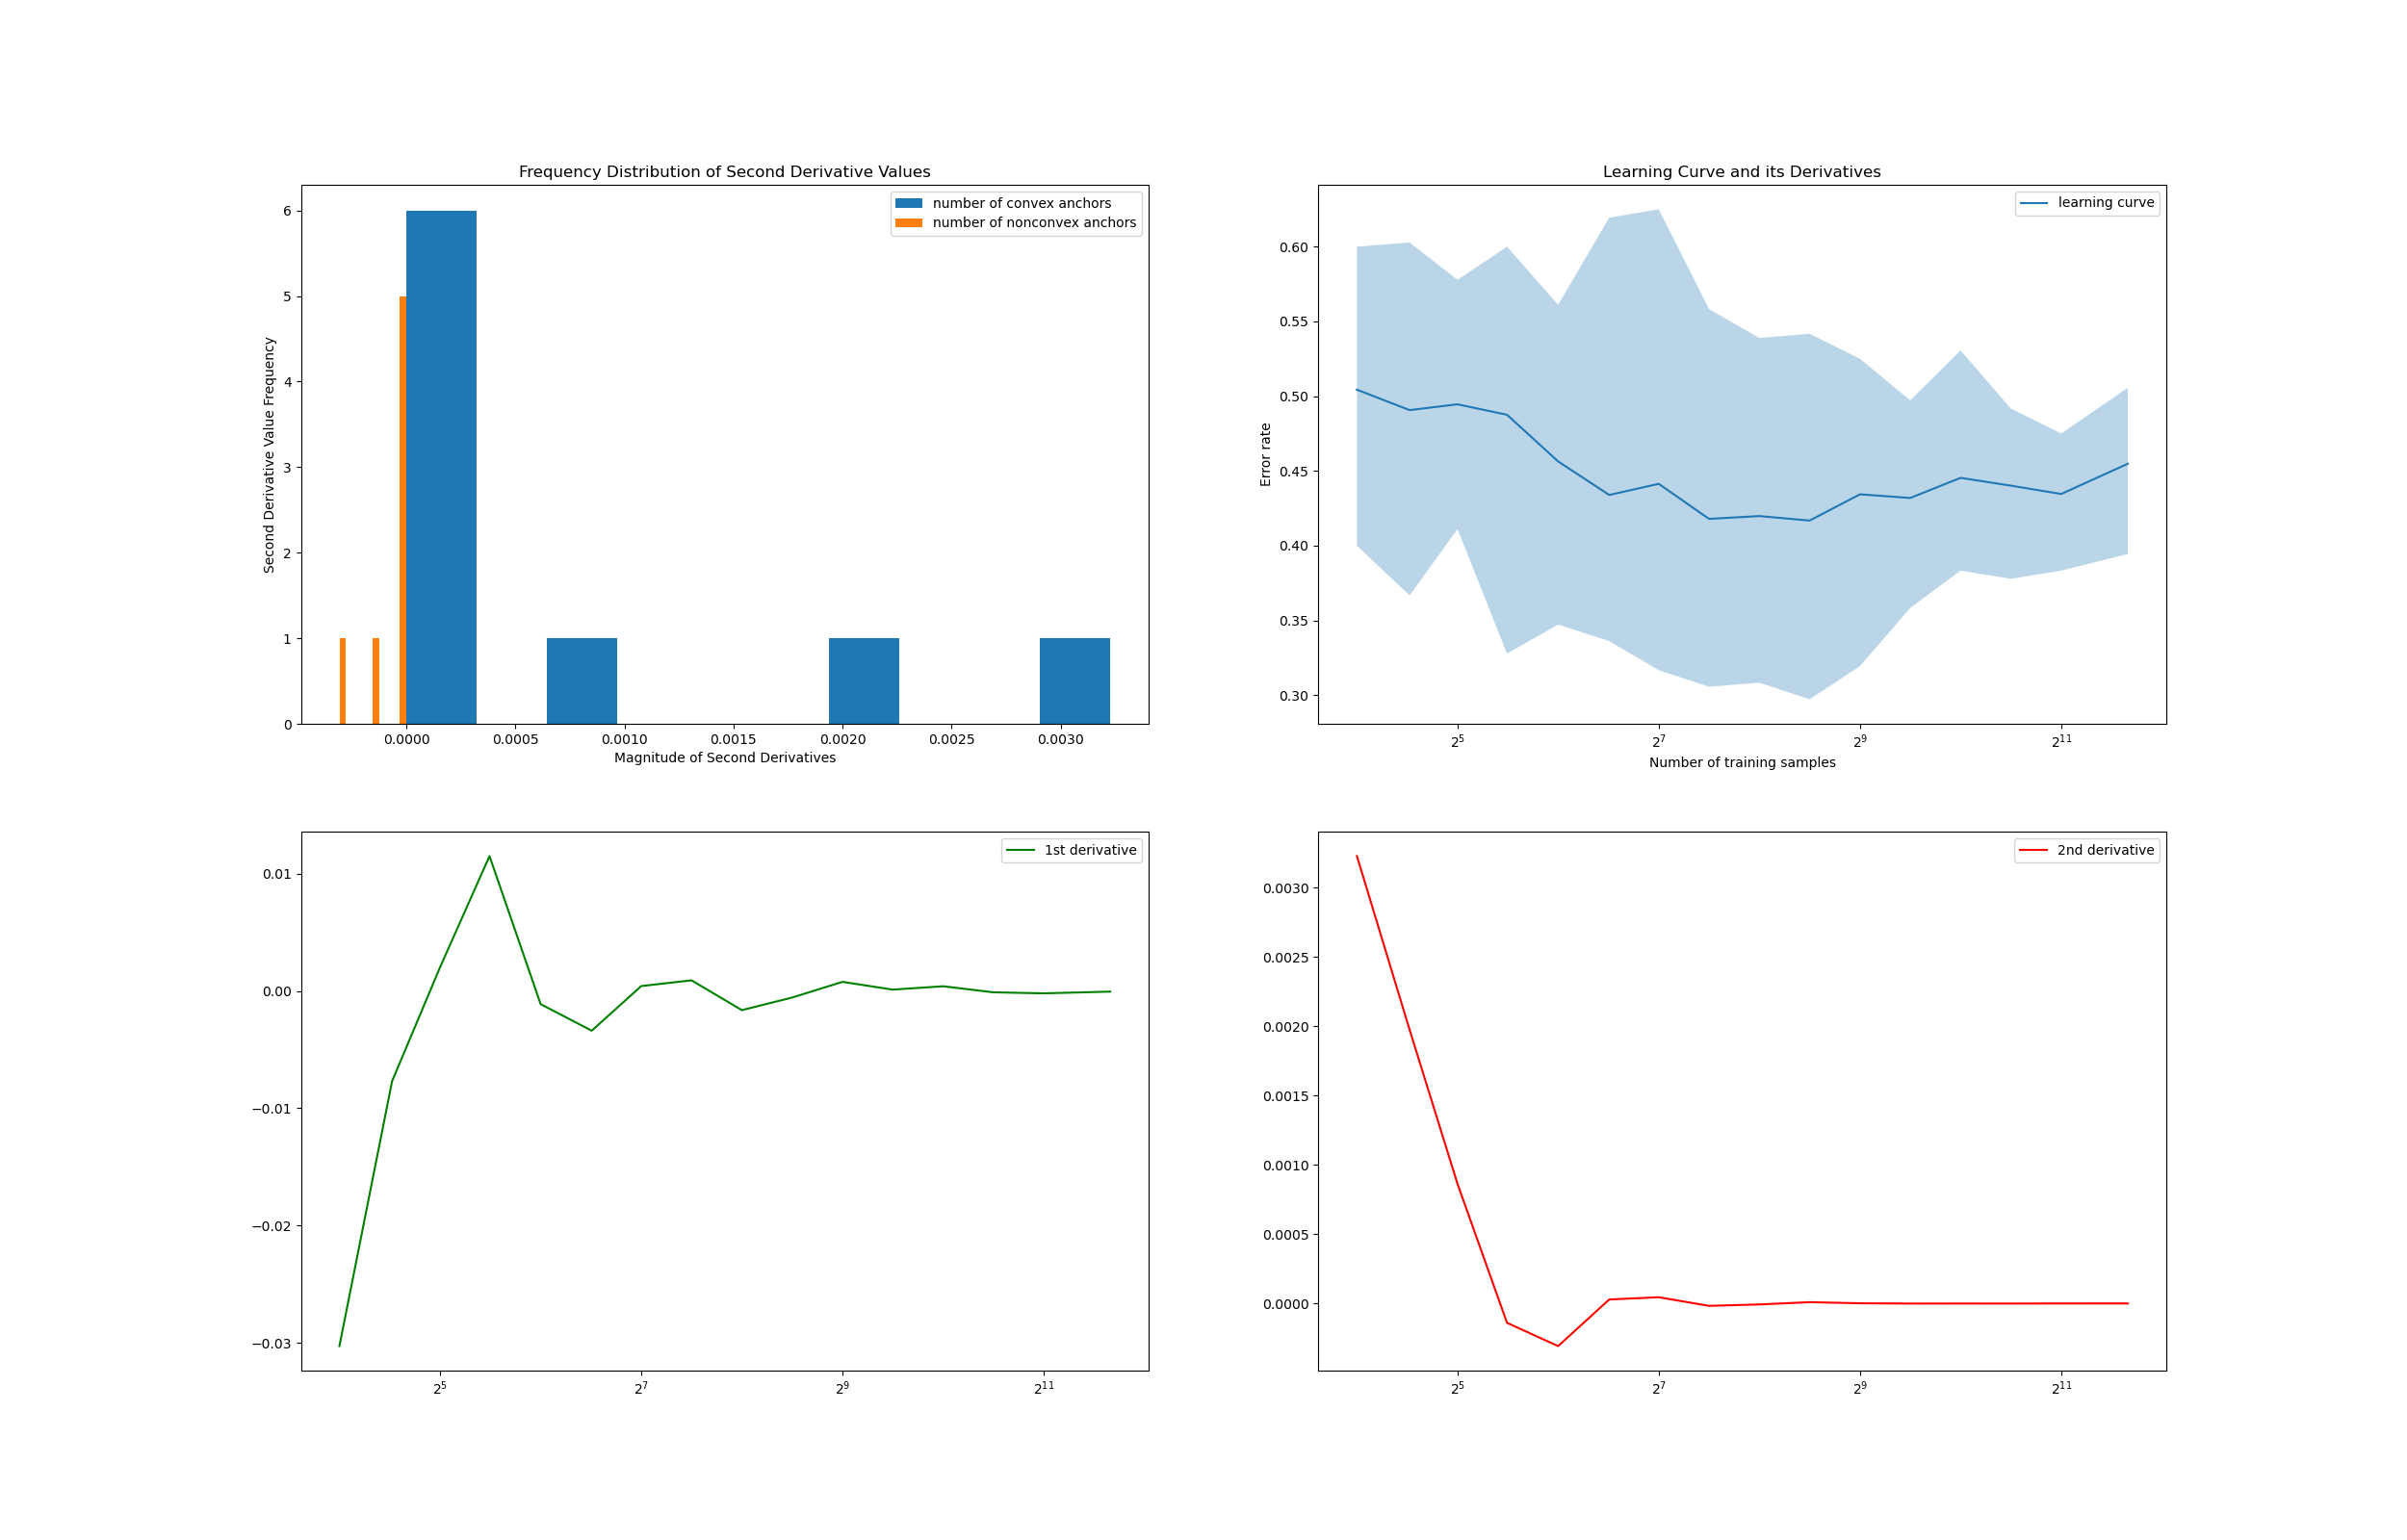 Frequency Distribution of Second Derivative Values
number of convex anchors
number of nonconvex anchors
Second Derivative Value Frequency
6
5
4
3
2
1
0
0.0000 0.0005 0.0010 0.0015 0.0020 0.0025 0.0030
Magnitude of Second Derivatives
Learning Curve and its Derivatives
learning curve
Error rate
0.60
0.55
0.50
0.45
0.40
0.35
0.30
2^5 2^7 2^9 2^11
Number of training samples
1st derivative
0.01
0.00
−0.01
−0.02
−0.03
2^5 2^7 2^9 2^11
2nd derivative
0.0030
0.0025
0.0020
0.0015
0.0010
0.0005
0.0000
2^5 2^7 2^9 2^11